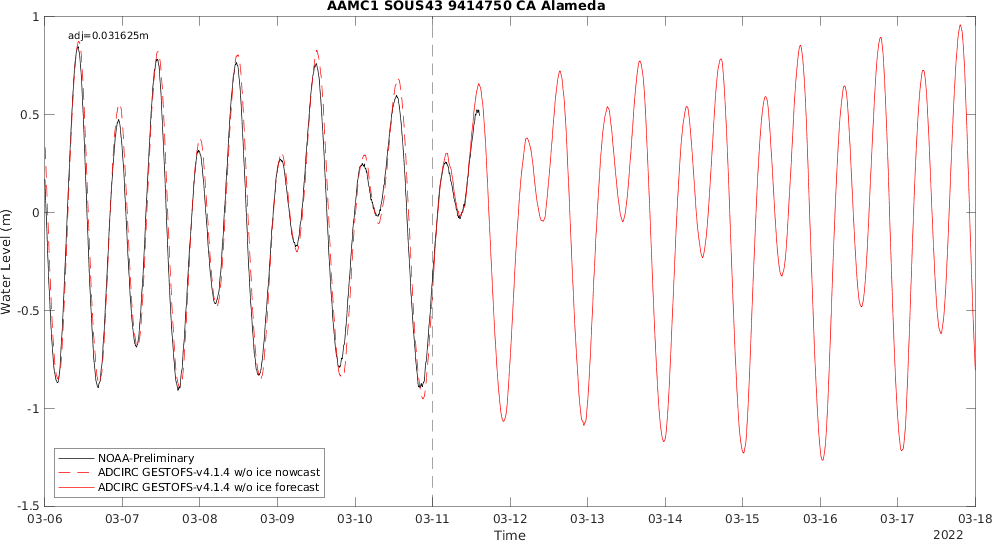 AAMC1 SOUS43 9414750 CA Alameda
adj=0.031625m
1
0.5
0
-0.5
-1
-1.5
Water Level (m)
NOAA-Preliminary
ADCIRC GESTOFS-v4.1.4 w/o ice nowcast
ADCIRC GESTOFS-v4.1.4 w/o ice forecast
03-06 03-07 03-08 03-09 03-10 03-11 03-12 03-13 03-14 03-15 03-16 03-17 03-18
Time
2022